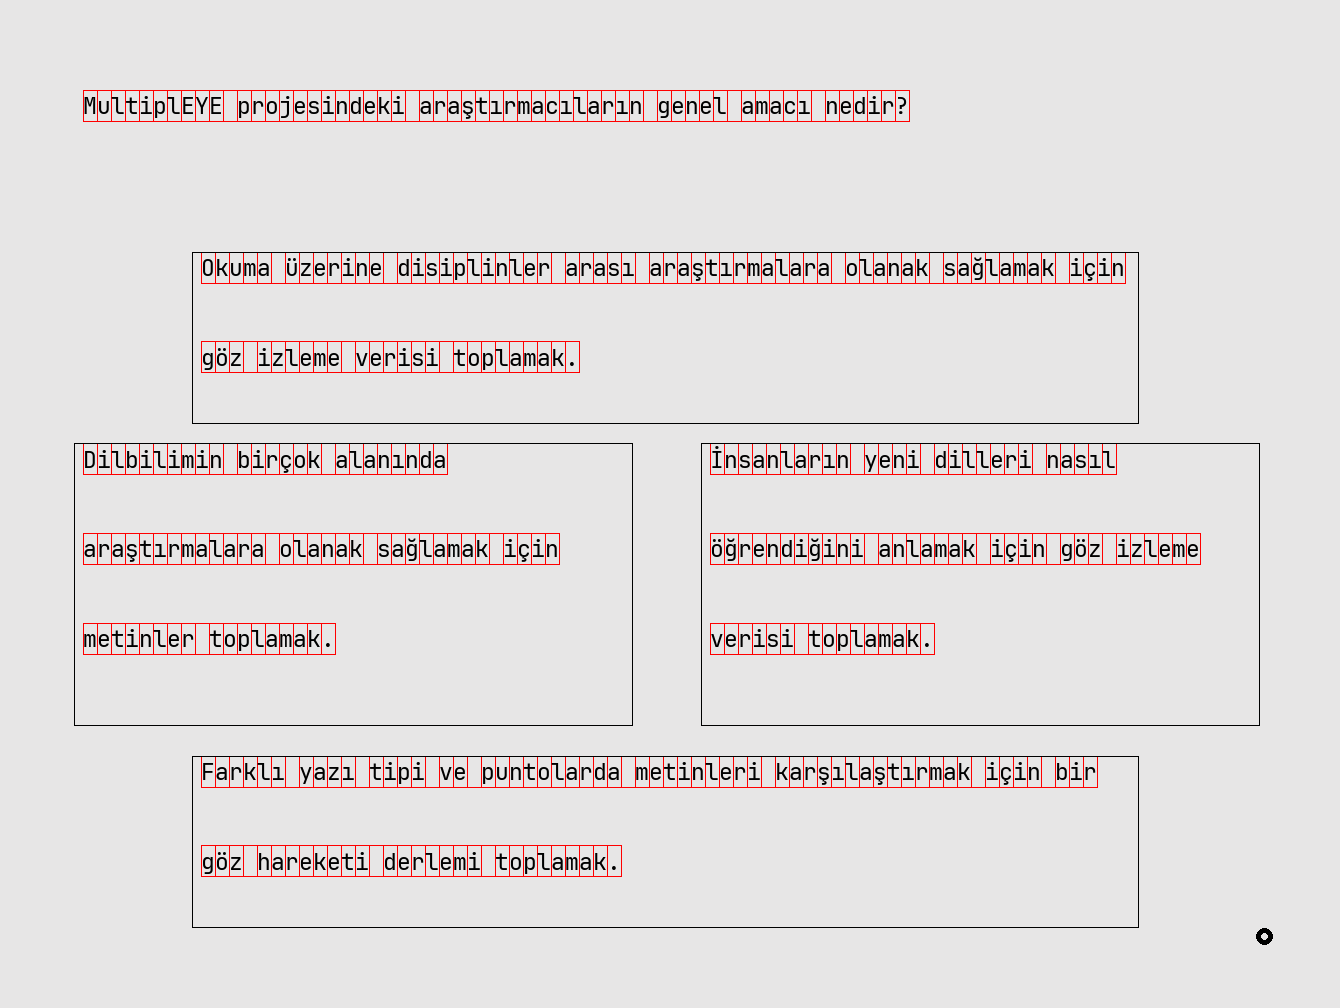 MultiplEYE projesindeki araştırmacıların genel amacı nedir?
Okuma üzerine disiplinler arası araştırmalara olanak sağlamak için
göz izleme verisi toplamak.
Dilbilimin birçok alanında
araştırmalara olanak sağlamak için
metinler toplamak.
İnsanların yeni dilleri nasıl
öğrendiğini anlamak için göz izleme
verisi toplamak.
Farklı yazı tipi ve puntolarda metinleri karşılaştırmak için bir
göz hareketi derlemi toplamak.